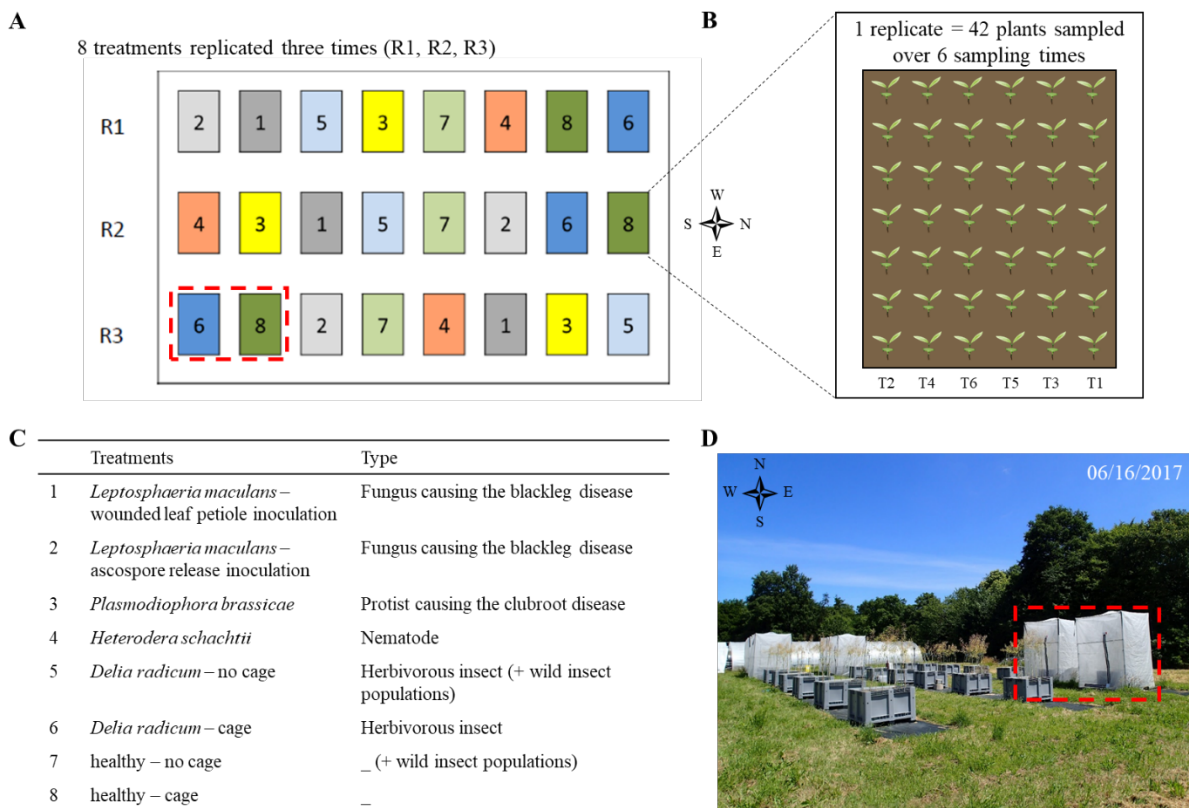 A
8 treatments replicated three times (R1, R2, R3)
R1
2 1 5 3 7 4 8 6
R2
4 3 1 5 7 2 6 8
R3
6 8 2 7 4 1 3 5
W
S N
E
B
1 replicate = 42 plants sampled
over 6 sampling times
T2 T4 T6 T5 T3 T1
C
Treatments Type
1 Leptosphaeria maculans – Fungus causing the blackleg disease
wounded leaf petiole inoculation
2 Leptosphaeria maculans – Fungus causing the blackleg disease
ascospore release inoculation
3 Plasmodiophora brassicae Protist causing the clubroot disease
4 Heterodera schachtii Nematode
5 Delia radicum – no cage Herbivorous insect (+ wild insect
populations)
6 Delia radicum – cage Herbivorous insect
7 healthy – no cage _ (+ wild insect populations)
8 healthy – cage _
D
N
W E
S
06/16/2017